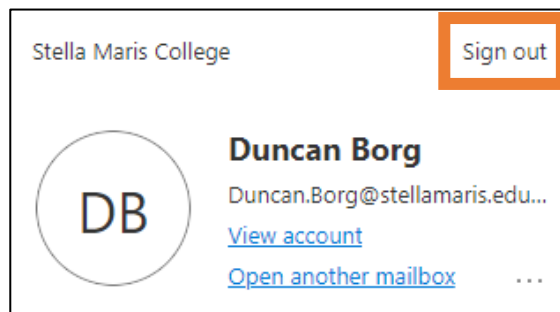 Stella Maris College
Sign out
DB
Duncan Borg
Duncan.Borg@stellamaris.edu...
View account
Open another mailbox
...